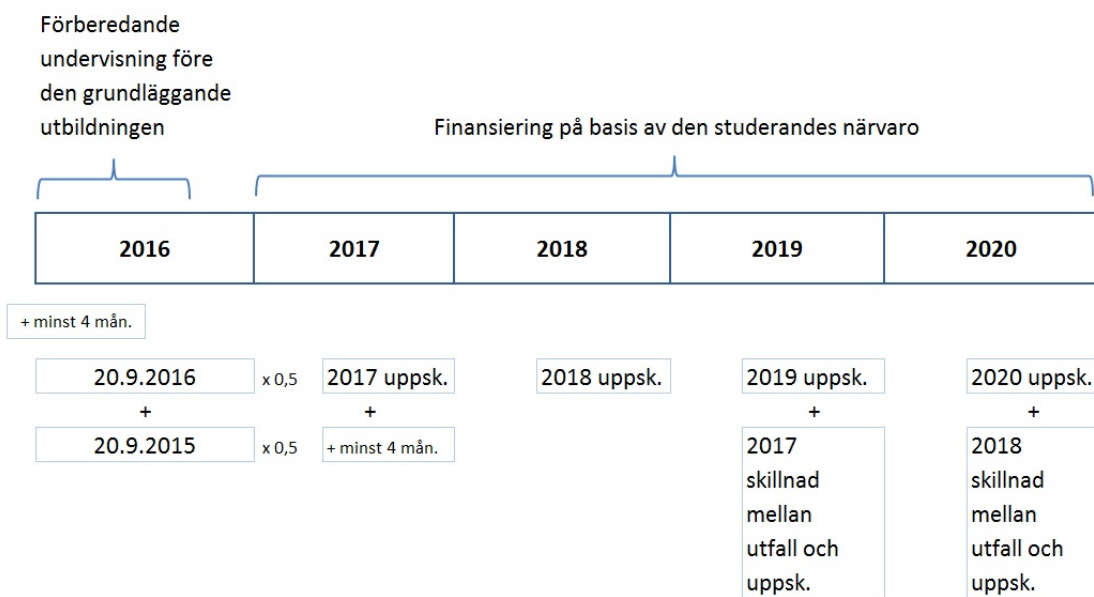 Förberedande
undervisning före
den grundläggande
utbildningen
Finansiering på basis av den studerandes närvaro
2016 2017 2018 2019 2020
+ minst 4 mån.
20.9.2016 x 0,5 2017 uppsk. 2018 uppsk. 2019 uppsk. 2020 uppsk.
+ + + +
20.9.2015 x 0,5 + minst 4 mån.
2017
skillnad
mellan
utfall och
uppsk.
2018
skillnad
mellan
utfall och
uppsk.